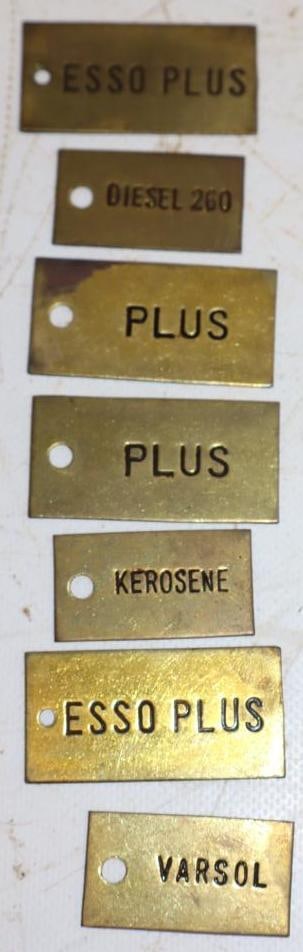 ESSO PLUS
DIESEL 260
PLUS
PLUS
KEROSENE
ESSO PLUS
VARSOL